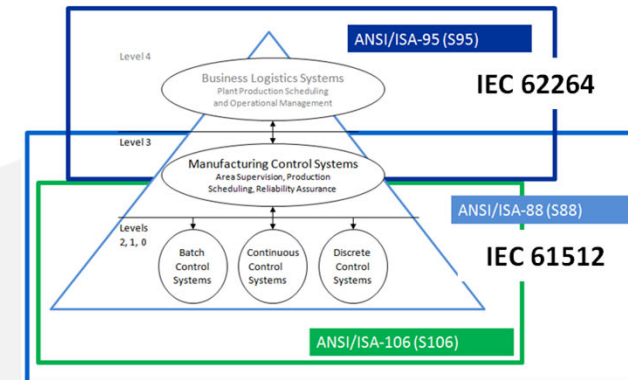 ANSI/ISA-95 (S95)
Level 4
Business Logistics Systems
Plant Production Scheduling
and Operational Management
IEC 62264
Level 3
Manufacturing Control Systems
Area Supervision, Production
Scheduling, Reliability Assurance
ANSI/ISA-88 (S88)
Levels
2, 1, 0
Batch
Control
Systems
Continuous
Control
Systems
Discrete
Control
Systems
IEC 61512
ANSI/ISA-106 (S106)